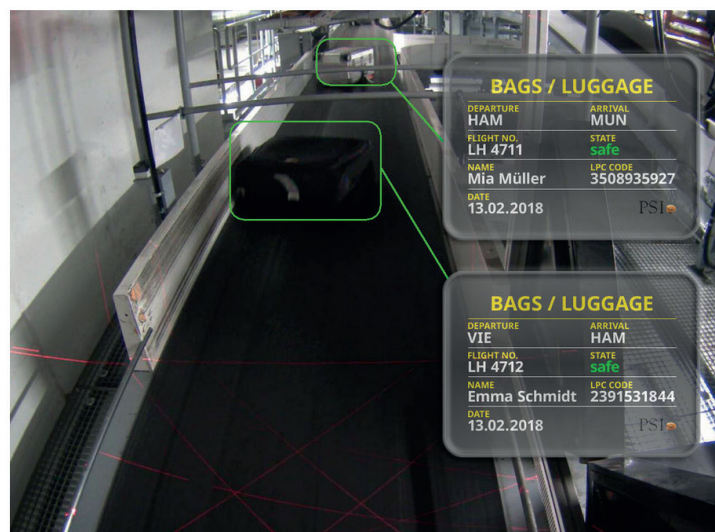 BAGS / LUGGAGE
DEPARTURE ARRIVAL
HAM MUN
FLIGHT NO. STATE
LH 4711 safe
NAME LPC CODE
Mia Müller 3508935927
DATE
13.02.2018 PSI
BAGS / LUGGAGE
DEPARTURE ARRIVAL
VIE HAM
FLIGHT NO. STATE
LH 4712 safe
NAME LPC CODE
Emma Schmidt 2391531844
DATE
13.02.2018 PSI